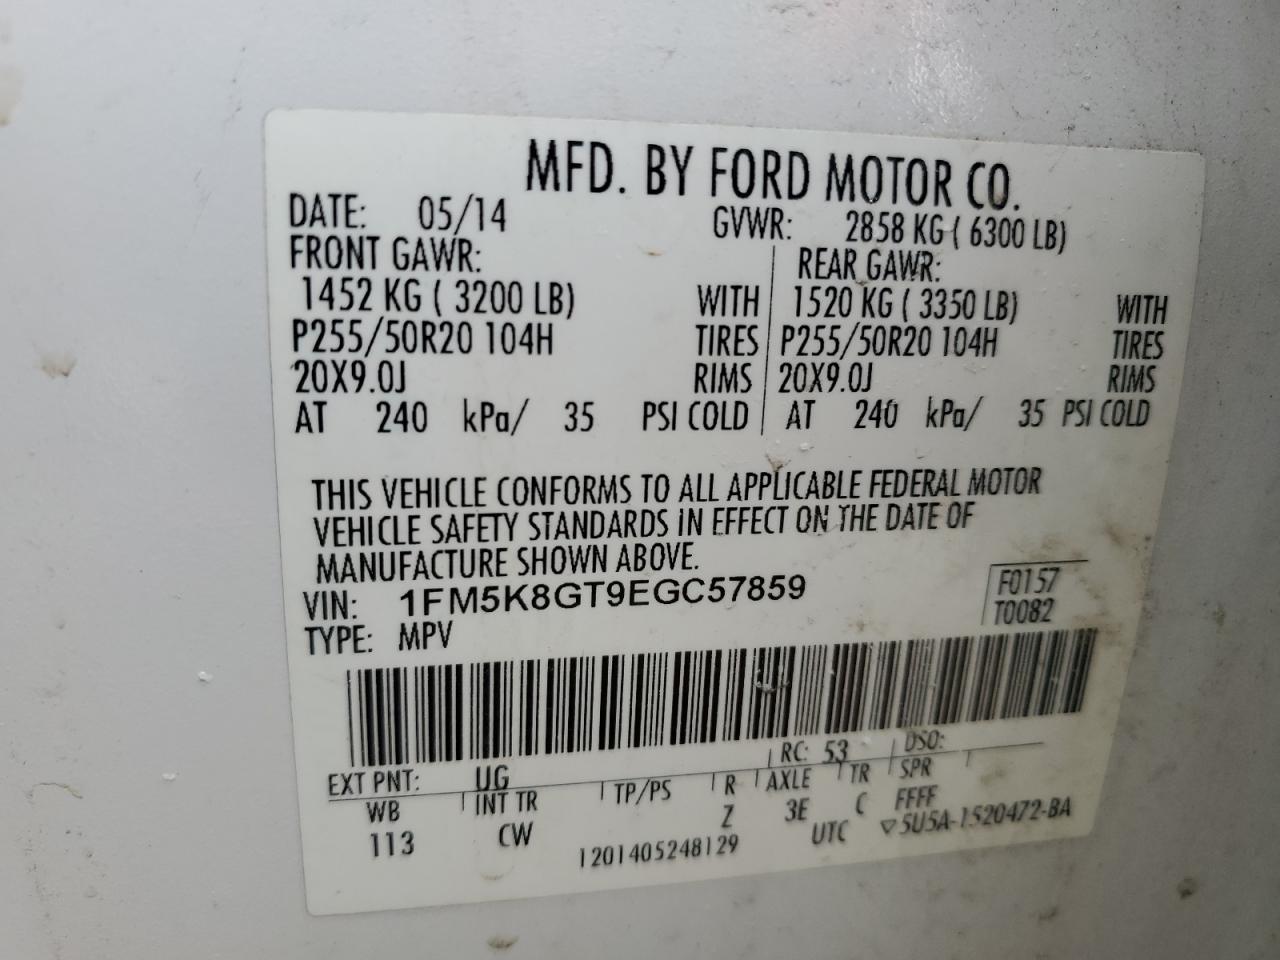 MFD. BY FORD MOTOR CO.
DATE: 05/14 GVWR: 2858 KG ( 6300 LB)
FRONT GAWR: REAR GAWR:
1452 KG ( 3200 LB) WITH 1520 KG ( 3350 LB) WITH
P255/50R20 104H TIRES P255/50R20 104H TIRES
20X9.0J RIMS 20X9.0J RIMS
AT 240 kPa/ 35 PSI COLD AT 240 kPa/ 35 PSI COLD
THIS VEHICLE CONFORMS TO ALL APPLICABLE FEDERAL MOTOR
VEHICLE SAFETY STANDARDS IN EFFECT ON THE DATE OF
MANUFACTURE SHOWN ABOVE.
VIN: 1FM5K8GT9EGC57859 F0157
TYPE: MPV T0082
EXT PNT: UG RC: 53 DSO:
WB INT TR TP/PS R AXLE TR SPR
113 CW Z 3E C FFFF
1201405248129 UTC ▽5U5A-1520472-BA